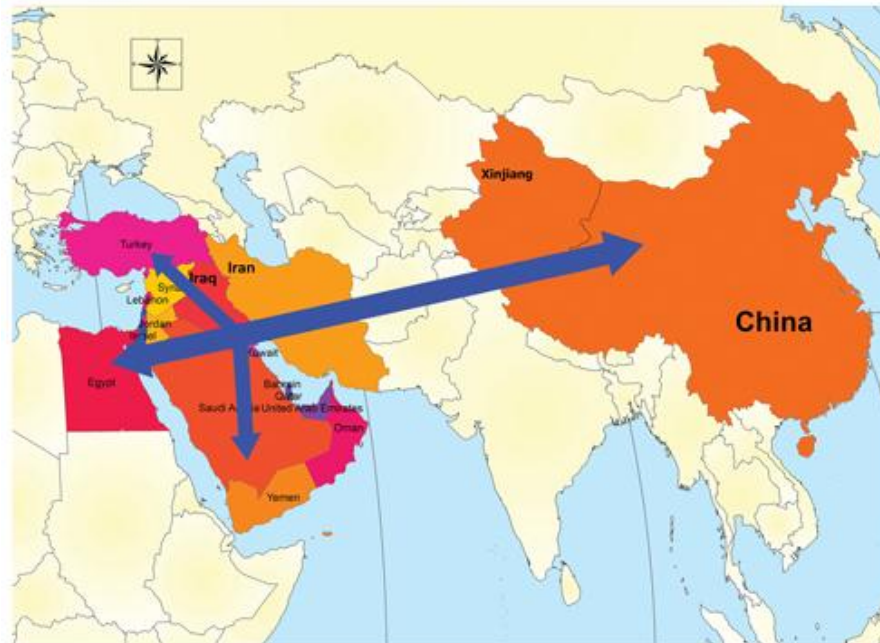 Xinjiang
Turkey
Iran
Iraq
Syria
Lebanon
China
Jordan
Israel
Kuwait
Egypt
Bahrain
Qatar
Saudi Arabia United Arab Emirates
Oman
Yemen